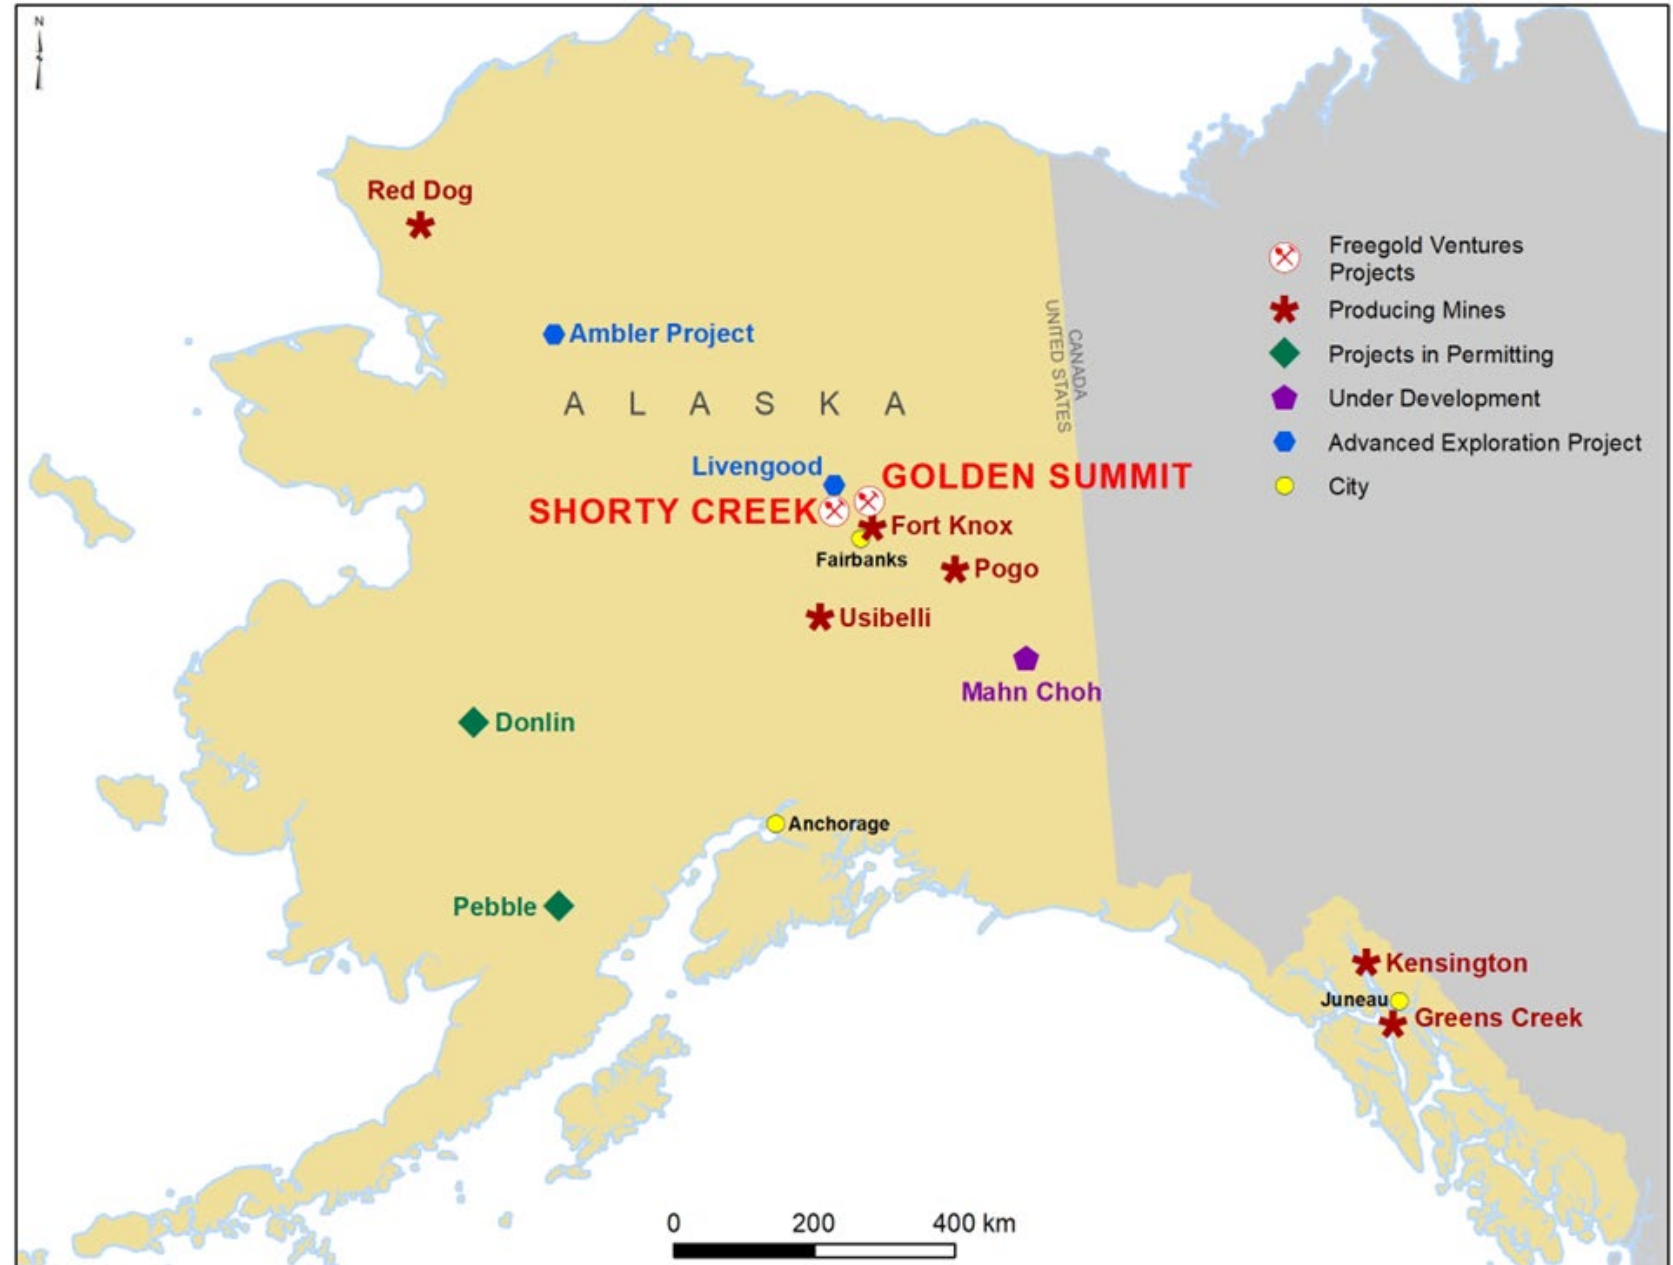 N
Red Dog
Ambler Project
A L A S K A
CANADA
UNITED STATES
Livengood
GOLDEN SUMMIT
SHORTY CREEK
Fort Knox
Fairbanks
Pogo
Usibelli
Mahn Choh
Donlin
Anchorage
Pebble
Kensington
Juneau
Greens Creek
Freegold Ventures
Projects
Producing Mines
Projects in Permitting
Under Development
Advanced Exploration Project
City
0 200 400 km